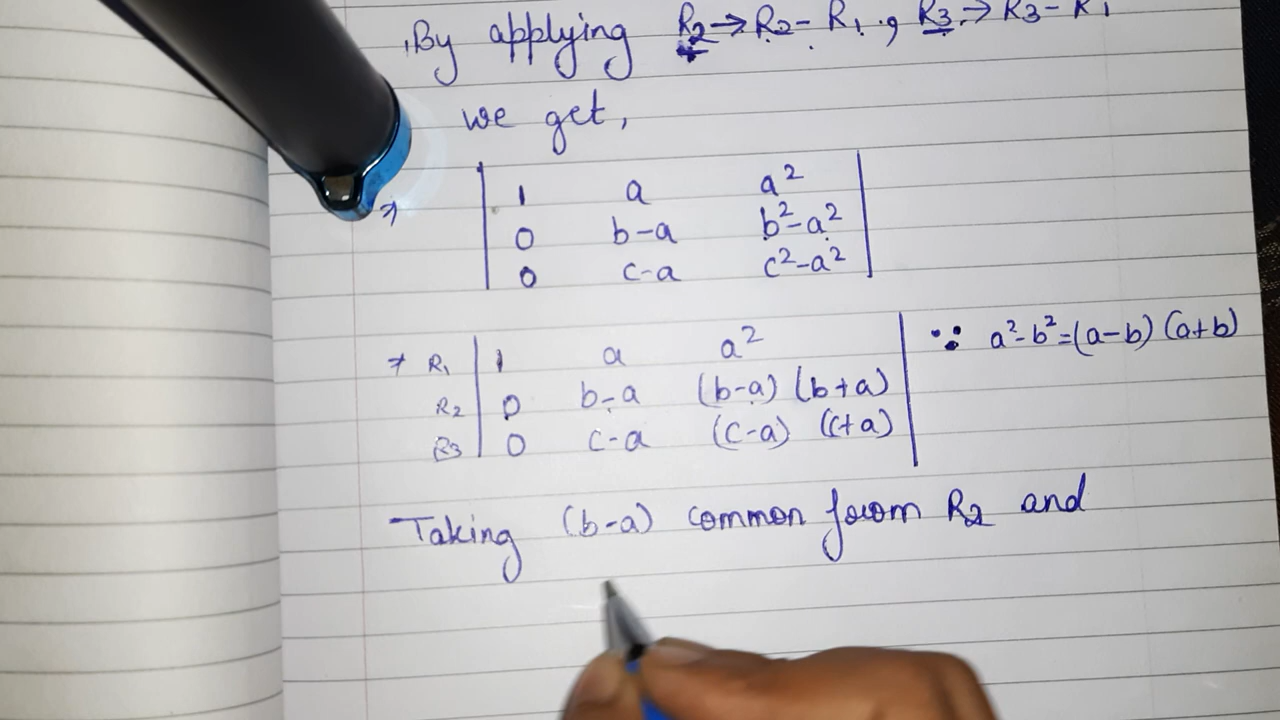 By applying R2→R2-R1, R3→R3-R1
we get,
⇒ | 1 a a² |
| 0 b-a b²-a² |
| 0 c-a c²-a² |
⇒ R1 | 1 a a² | ∵ a²-b²=(a-b)(a+b)
R2 | 0 b-a (b-a) (b+a) |
R3 | 0 c-a (c-a) (c+a) |
Taking (b-a) common from R2 and